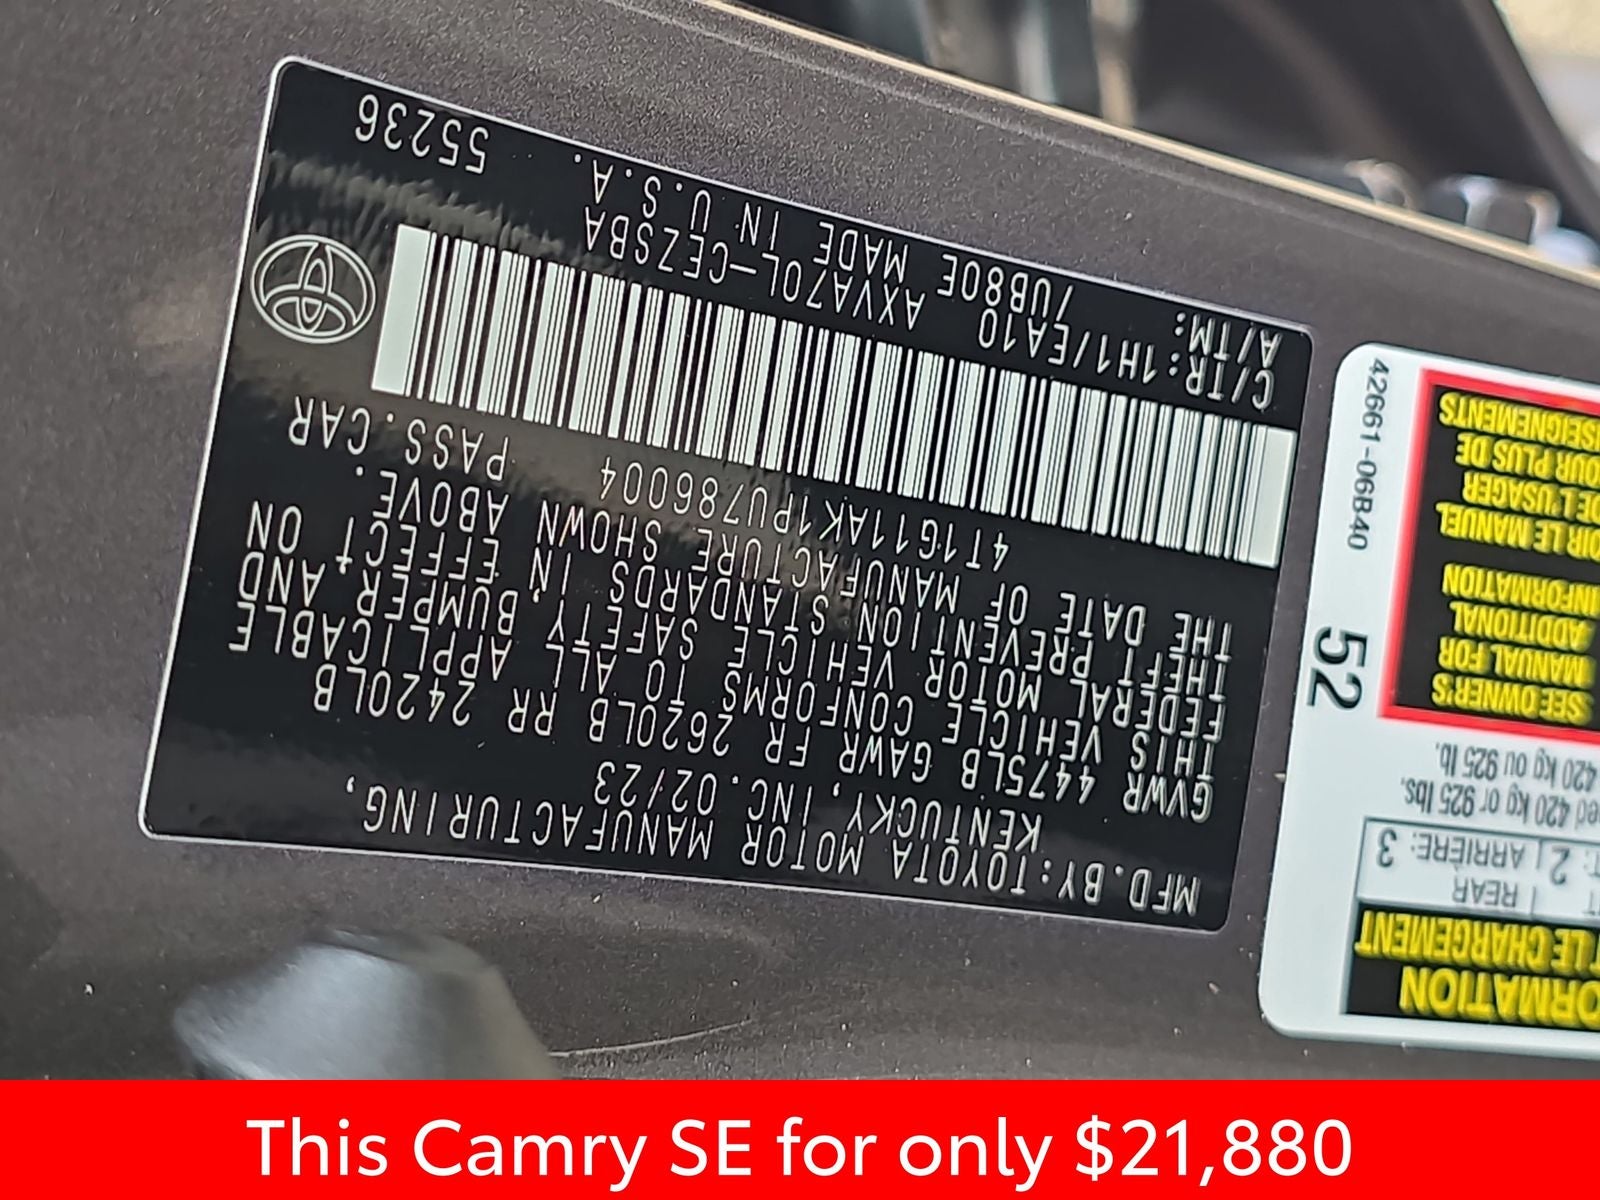 MFD.BY:TOYOTA MOTOR MANUFACTURING,
KENTUCKY, INC. 02/23
GVWR 4475LB GAWR FR 2620LB RR 2420LB
THIS VEHICLE CONFORMS TO ALL APPLICABLE
FEDERAL MOTOR VEHICLE SAFETY, BUMPER, AND
THEFT PREVENTION STANDARDS IN EFFECT ON
THE DATE OF MANUFACTURE SHOWN ABOVE.
4T1G11AK1PU786004 PASS.CAR
C/TR:1H1/EA10 AXVA70L-CEZSBA
A/TM: /UB80E MADE IN U.S.A. 55236
ORMATION
LE CHARGEMENT
REAR
2 ARRIÈRE: 3
420 kg or 925 lbs.
420 kg ou 925 lb.
SEE OWNER'S
MANUAL FOR
ADDITIONAL
INFORMATION
OIR LE MANUEL
DE L'USAGER
OUR PLUS DE
SEIGNEMENTS
52
42661-06B40
This Camry SE for only $21,880